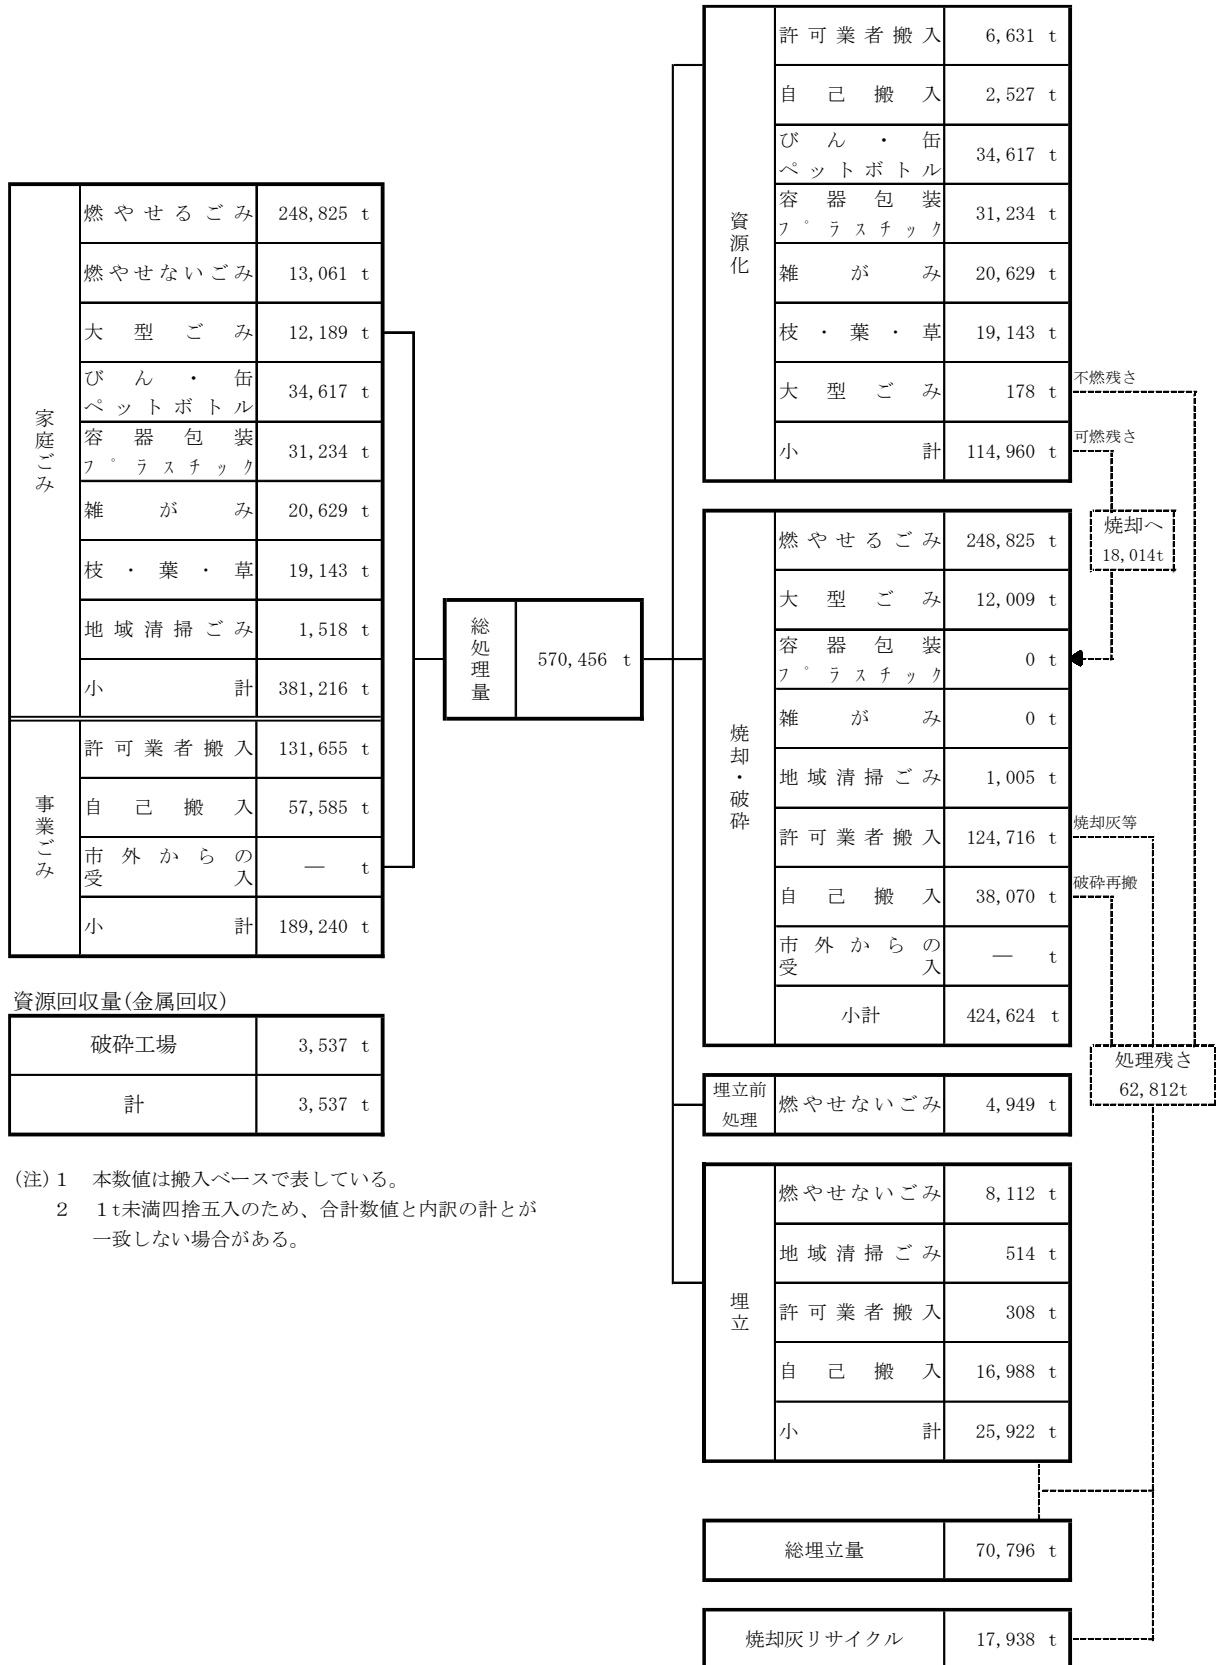 家庭ごみ
燃やせるごみ 248,825 t
燃やせないごみ 13,061 t
大型ごみ 12,189 t
びん・缶
ペットボトル 34,617 t
容器包装
プラスチック 31,234 t
雑がみ 20,629 t
枝・葉・草 19,143 t
地域清掃ごみ 1,518 t
小計 381,216 t
事業ごみ
許可業者搬入 131,655 t
自己搬入 57,585 t
市外からの
受入 ― t
小計 189,240 t
資源回収量(金属回収)
破砕工場 3,537 t
計 3,537 t
(注)1 本数値は搬入ベースで表している。
2 1t未満四捨五入のため、合計数値と内訳の計とが
一致しない場合がある。
総処理量 570,456 t
資源化
許可業者搬入 6,631 t
自己搬入 2,527 t
びん・缶
ペットボトル 34,617 t
容器包装
プラスチック 31,234 t
雑がみ 20,629 t
枝・葉・草 19,143 t
大型ごみ 178 t
小計 114,960 t
不燃残さ
可燃残さ
焼却へ
18,014t
焼却・破砕
燃やせるごみ 248,825 t
大型ごみ 12,009 t
容器包装
プラスチック 0 t
雑がみ 0 t
地域清掃ごみ 1,005 t
許可業者搬入 124,716 t
自己搬入 38,070 t
市外からの
受入 ― t
小計 424,624 t
焼却灰等
破砕再搬
処理残さ
62,812t
埋立前
処理
燃やせないごみ 4,949 t
埋立
燃やせないごみ 8,112 t
地域清掃ごみ 514 t
許可業者搬入 308 t
自己搬入 16,988 t
小計 25,922 t
総埋立量 70,796 t
焼却灰リサイクル 17,938 t